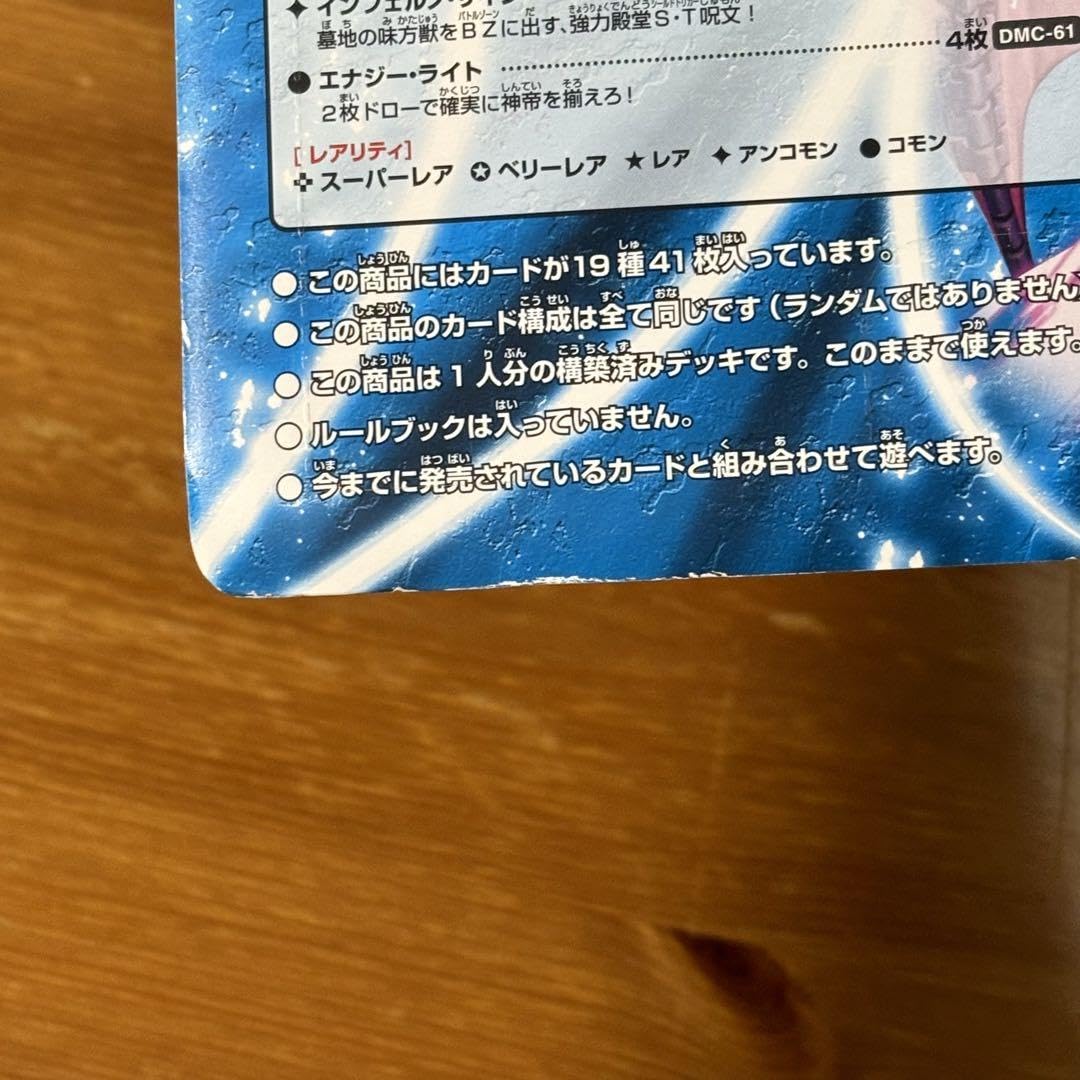 ✦ インフェルノ・サイン
墓地の味方獣をBZに出す、強力殿堂S・T呪文！
● エナジー・ライト ……………………… 4枚 DMC-61
2枚ドローで確実に神帝を揃えろ！
[レアリティ]
スーパーレア ✪ ベリーレア ★ レア ✦ アンコモン ● コモン
● この商品にはカードが19種41枚入っています。
● この商品のカード構成は全て同じです（ランダムではありません
● この商品は1人分の構築済みデッキです。このままで使えます。
● ルールブックは入っていません。
● 今までに発売されているカードと組み合わせて遊べます。